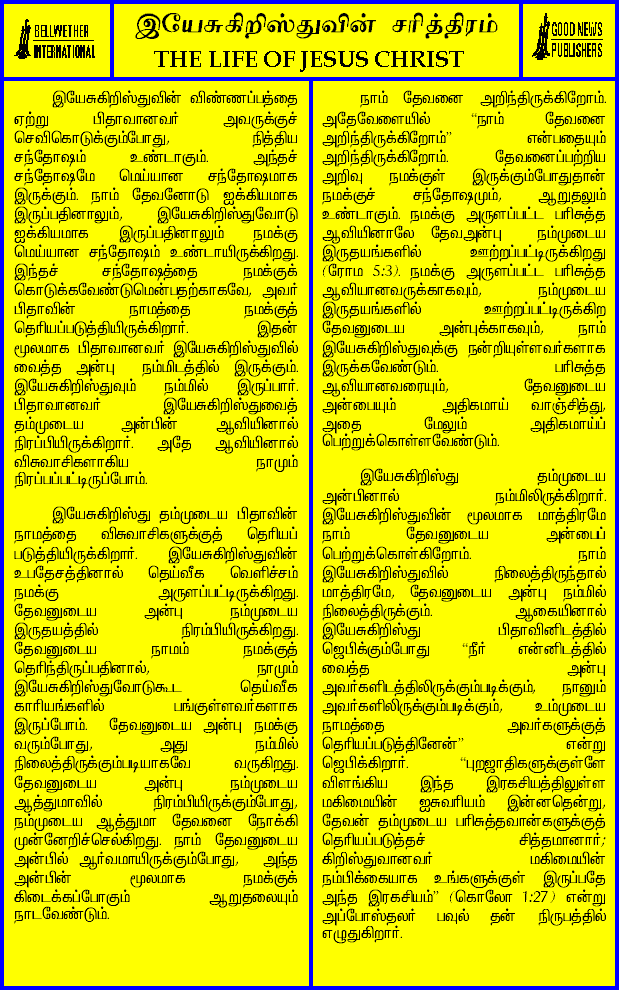 BELLWETHER
INTERNATIONAL
இயேசுகிறிஸ்துவின் சரித்திரம்
THE LIFE OF JESUS CHRIST
GOOD NEWS
PUBLISHERS
இயேசுகிறிஸ்துவின் விண்ணப்பத்தை
ஏற்று பிதாவானவர் அவருக்குச்
செவிகொடுக்கும்போது, நித்திய
சந்தோஷம் உண்டாகும். அந்தச்
சந்தோஷமே மெய்யான சந்தோஷமாக
இருக்கும். நாம் தேவனோடு ஐக்கியமாக
இருப்பதினாலும், இயேசுகிறிஸ்துவோடு
ஐக்கியமாக இருப்பதினாலும் நமக்கு
மெய்யான சந்தோஷம் உண்டாயிருக்கிறது.
இந்தச் சந்தோஷத்தை நமக்குக்
கொடுக்கவேண்டுமென்பதற்காகவே, அவர்
பிதாவின் நாமத்தை நமக்குத்
தெரியப்படுத்தியிருக்கிறார். இதன்
மூலமாக பிதாவானவர் இயேசுகிறிஸ்துவில்
வைத்த அன்பு நம்மிடத்தில் இருக்கும்.
இயேசுகிறிஸ்துவும் நம்மில் இருப்பார்.
பிதாவானவர் இயேசுகிறிஸ்துவைத்
தம்முடைய அன்பின் ஆவியினால்
நிரப்பியிருக்கிறார். அதே ஆவியினால்
விசுவாசிகளாகிய நாமும்
நிரப்பப்பட்டிருப்போம்.
இயேசுகிறிஸ்து தம்முடைய பிதாவின்
நாமத்தை விசுவாசிகளுக்குத் தெரியப்
படுத்தியிருக்கிறார். இயேசுகிறிஸ்துவின்
உபதேசத்தினால் தெய்வீக வெளிச்சம்
நமக்கு அருளப்பட்டிருக்கிறது.
தேவனுடைய அன்பு நம்முடைய
இருதயத்தில் நிரம்பியிருக்கிறது.
தேவனுடைய நாமம் நமக்குத்
தெரிந்திருப்பதினால், நாமும்
இயேசுகிறிஸ்துவோடுகூட தெய்வீக
காரியங்களில் பங்குள்ளவர்களாக
இருப்போம். தேவனுடைய அன்பு நமக்கு
வரும்போது, அது நம்மில்
நிலைத்திருக்கும்படியாகவே வருகிறது.
தேவனுடைய அன்பு நம்முடைய
ஆத்துமாவில் நிரம்பியிருக்கும்போது,
நம்முடைய ஆத்துமா தேவனை நோக்கி
முன்னேறிச்செல்கிறது. நாம் தேவனுடைய
அன்பில் ஆர்வமாயிருக்கும்போது, அந்த
அன்பின் மூலமாக நமக்குக்
கிடைக்கப்போகும் ஆறுதலையும்
நாடவேண்டும்.
நாம் தேவனை அறிந்திருக்கிறோம்.
அதேவேளையில் “நாம் தேவனை
அறிந்திருக்கிறோம்” என்பதையும்
அறிந்திருக்கிறோம். தேவனைப்பற்றிய
அறிவு நமக்குள் இருக்கும்போதுதான்
நமக்குச் சந்தோஷமும், ஆறுதலும்
உண்டாகும். நமக்கு அருளப்பட்ட பரிசுத்த
ஆவியினாலே தேவஅன்பு நம்முடைய
இருதயங்களில் ஊற்றப்பட்டிருக்கிறது
(ரோம 5:3). நமக்கு அருளப்பட்ட பரிசுத்த
ஆவியானவருக்காகவும், நம்முடைய
இருதயங்களில் ஊற்றப்பட்டிருக்கிற
தேவனுடைய அன்புக்காகவும், நாம்
இயேசுகிறிஸ்துவுக்கு நன்றியுள்ளவர்களாக
இருக்கவேண்டும். பரிசுத்த
ஆவியானவரையும், தேவனுடைய
அன்பையும் அதிகமாய் வாஞ்சித்து,
அதை மேலும் அதிகமாய்ப்
பெற்றுக்கொள்ளவேண்டும்.
இயேசுகிறிஸ்து தம்முடைய
அன்பினால் நம்மிலிருக்கிறார்.
இயேசுகிறிஸ்துவின் மூலமாக மாத்திரமே
நாம் தேவனுடைய அன்பைப்
பெற்றுக்கொள்கிறோம். நாம்
இயேசுகிறிஸ்துவில் நிலைத்திருந்தால்
மாத்திரமே, தேவனுடைய அன்பு நம்மில்
நிலைத்திருக்கும். ஆகையினால்
இயேசுகிறிஸ்து பிதாவினிடத்தில்
ஜெபிக்கும்போது “நீர் என்னிடத்தில்
வைத்த அன்பு
அவர்களிடத்திலிருக்கும்படிக்கும், நானும்
அவர்களிலிருக்கும்படிக்கும், உம்முடைய
நாமத்தை அவர்களுக்குத்
தெரியப்படுத்தினேன்” என்று
ஜெபிக்கிறார். “புறஜாதிகளுக்குள்ளே
விளங்கிய இந்த இரகசியத்திலுள்ள
மகிமையின் ஐசுவரியம் இன்னதென்று,
தேவன் தம்முடைய பரிசுத்தவான்களுக்குத்
தெரியப்படுத்தச் சித்தமானார்;
கிறிஸ்துவானவர் மகிமையின்
நம்பிக்கையாக உங்களுக்குள் இருப்பதே
அந்த இரகசியம்” (கொலோ 1:27) என்று
அப்போஸ்தலர் பவுல் தன் நிருபத்தில்
எழுதுகிறார்.